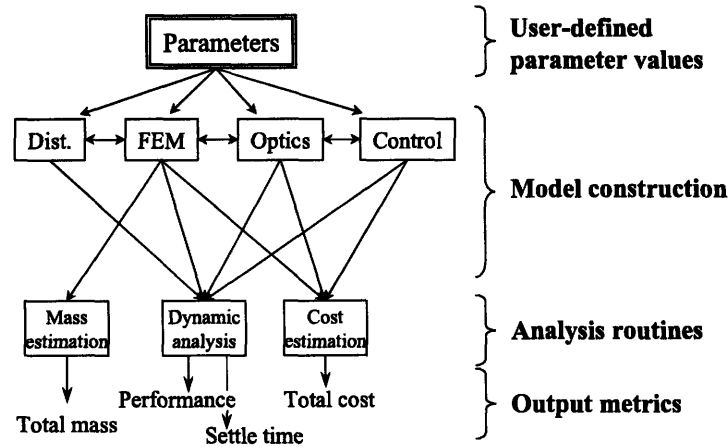 Parameters
User-defined
parameter values
Dist.
FEM
Optics
Control
Model construction
Mass
estimation
Dynamic
analysis
Cost
estimation
Analysis routines
Total mass
Performance
Settle time
Total cost
Output metrics